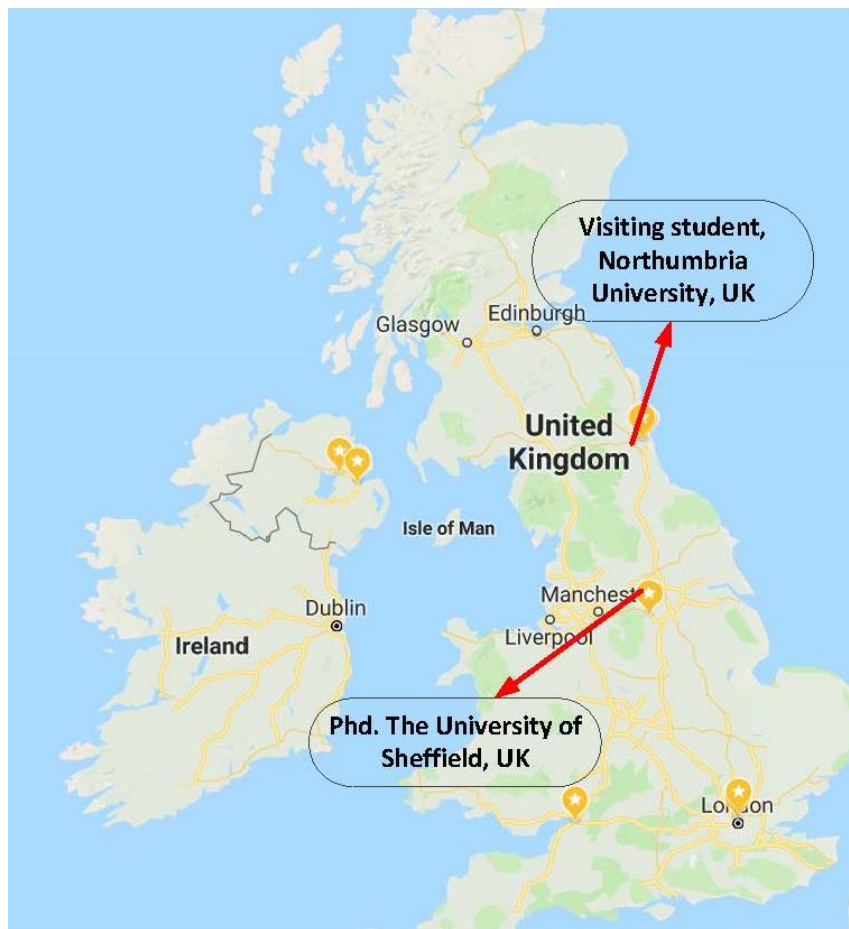 Visiting student,
Northumbria
University, UK
Glasgow
Edinburgh
United
Kingdom
Isle of Man
Manchest
Dublin
Liverpool
Ireland
Phd. The University of
Sheffield, UK
London